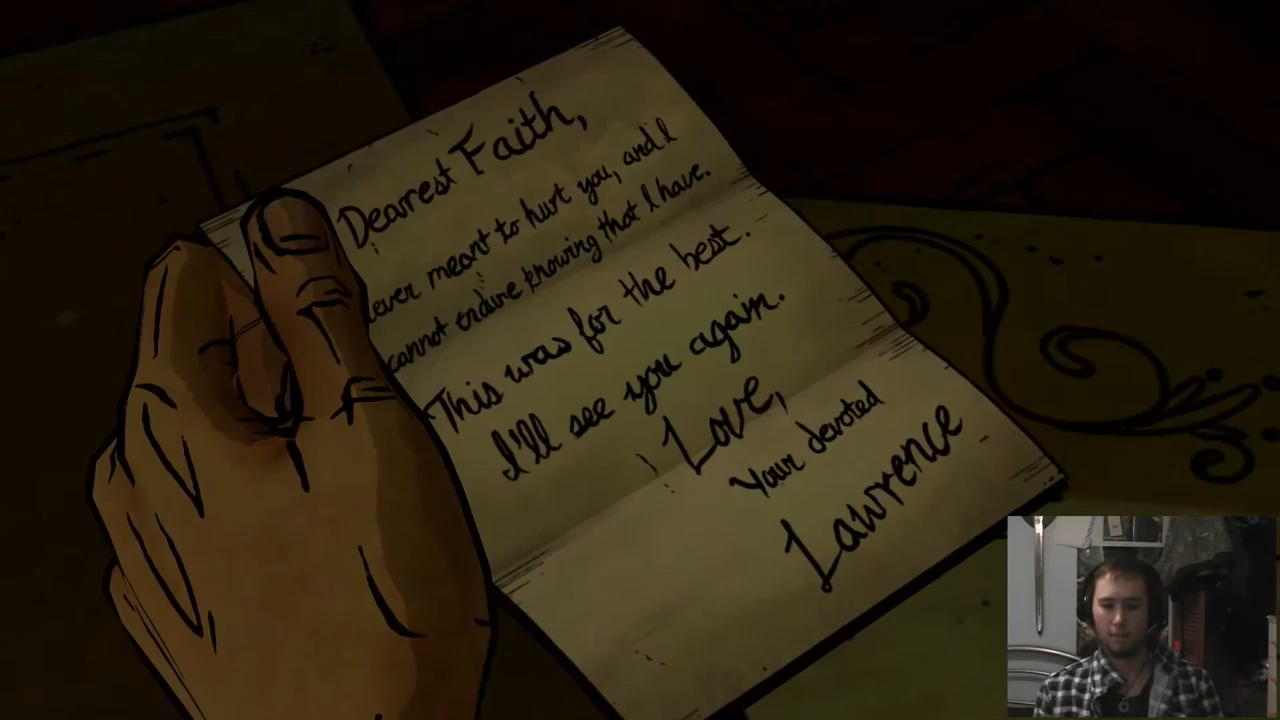 Dearest Faith,
never meant to hurt you, and I
cannot endure knowing that I have.
This was for the best.
I'll see you again.
Love,
Your devoted
Lawrence